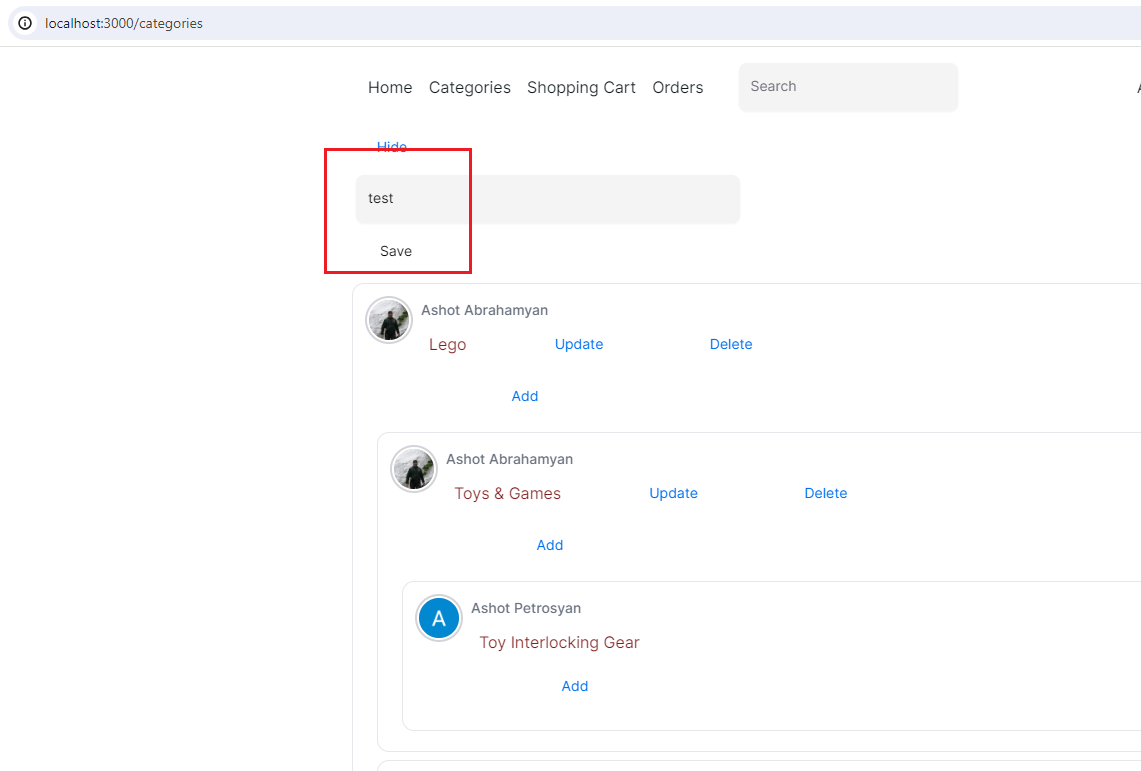 localhost:3000/categories
Home Categories Shopping Cart Orders Search
Hide
test
Save
Ashot Abrahamyan
Lego Update Delete
Add
Ashot Abrahamyan
Toys & Games Update Delete
Add
A Ashot Petrosyan
Toy Interlocking Gear
Add